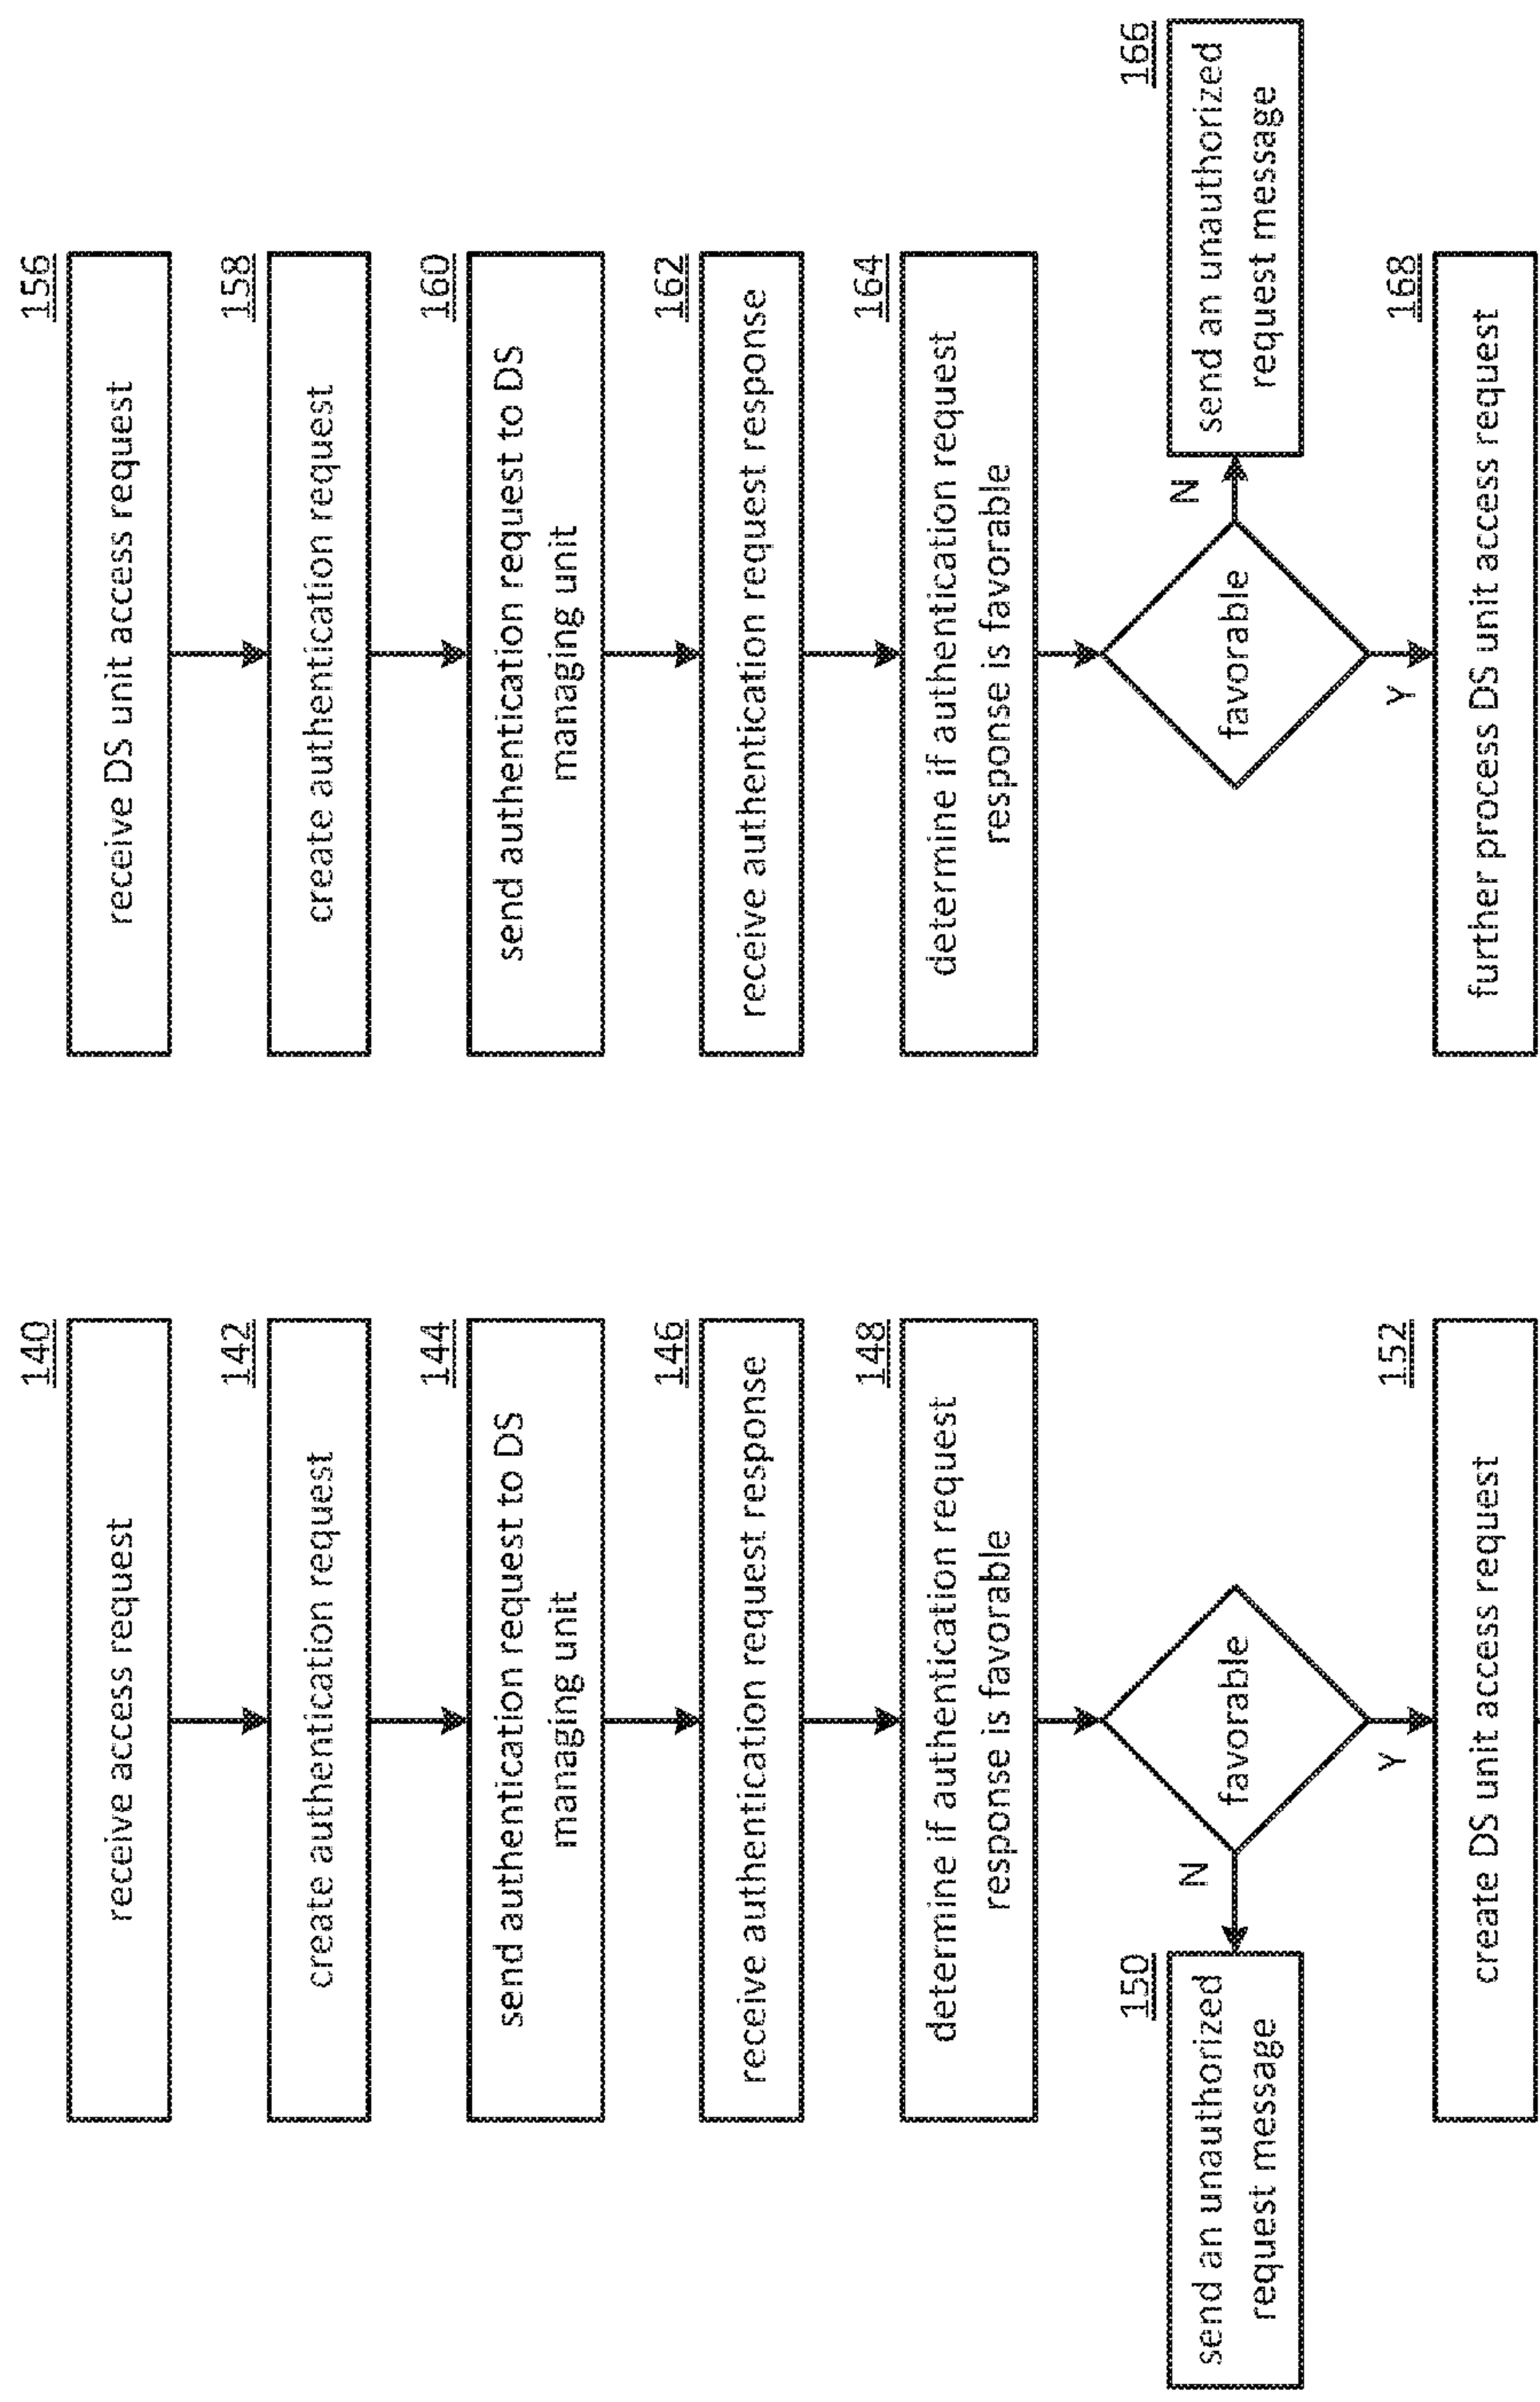 140
receive access request
142
create authentication request
144
send authentication request to DS
managing unit
146
receive authentication request response
148
determine if authentication request
response is favorable
favorable
N
150
send an unauthorized
request message
Y
152
create DS unit access request
156
receive DS unit access request
158
create authentication request
160
send authentication request to DS
managing unit
162
receive authentication request response
164
determine if authentication request
response is favorable
favorable
N
166
send an unauthorized
request message
Y
168
further process DS unit access request